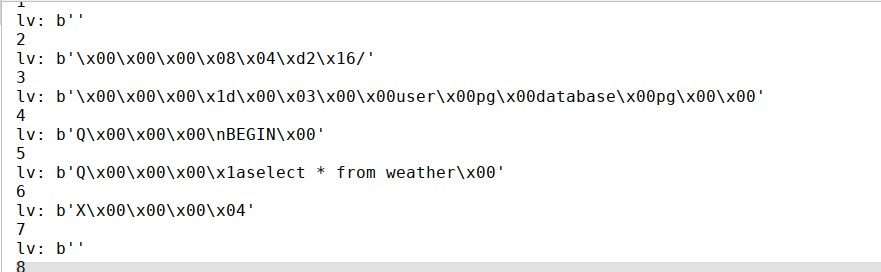 1
lv: b''
2
lv: b'\x00\x00\x00\x08\x04\xd2\x16/'
3
lv: b'\x00\x00\x00\x1d\x00\x03\x00\x00user\x00pg\x00database\x00pg\x00\x00'
4
lv: b'Q\x00\x00\x00\nBEGIN\x00'
5
lv: b'Q\x00\x00\x00\x1aselect * from weather\x00'
6
lv: b'X\x00\x00\x00\x04'
7
lv: b''
8